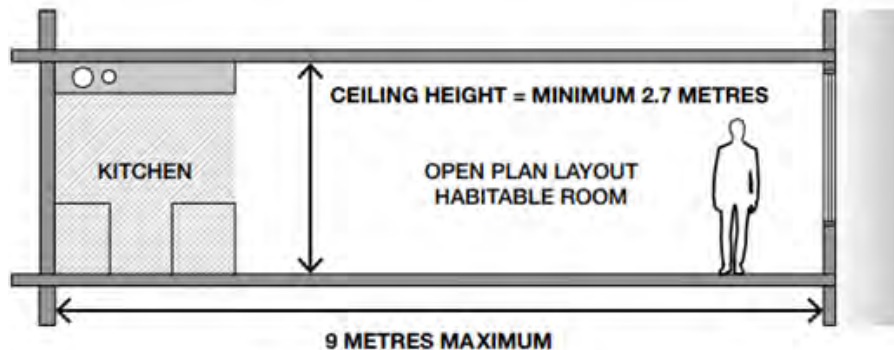 CEILING HEIGHT = MINIMUM 2.7 METRES
KITCHEN
OPEN PLAN LAYOUT
HABITABLE ROOM
9 METRES MAXIMUM